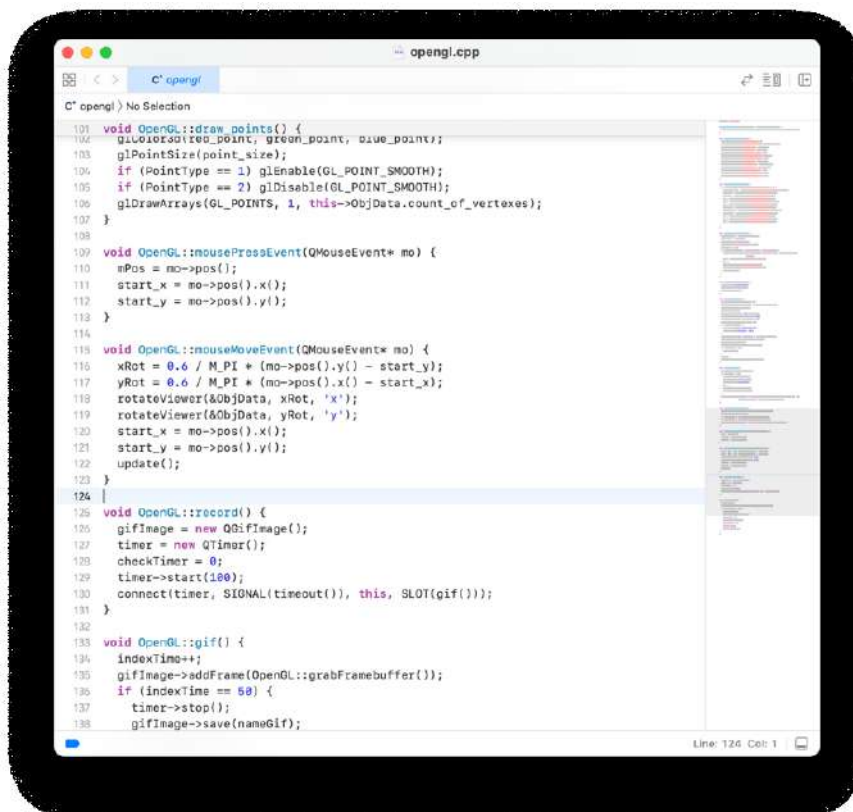 opengl.cpp
C⁺ opengl
C⁺ opengl 〉 No Selection
101 void OpenGL::draw_points() {
102 glColor3d(red_point, green_point, blue_point);
103 glPointSize(point_size);
104 if (PointType == 1) glEnable(GL_POINT_SMOOTH);
105 if (PointType == 2) glDisable(GL_POINT_SMOOTH);
106 glDrawArrays(GL_POINTS, 1, this->ObjData.count_of_vertexes);
107 }
108
109 void OpenGL::mousePressEvent(QMouseEvent* mo) {
110 mPos = mo->pos();
111 start_x = mo->pos().x();
112 start_y = mo->pos().y();
113 }
114
115 void OpenGL::mouseMoveEvent(QMouseEvent* mo) {
116 xRot = 0.6 / M_PI * (mo->pos().y() - start_y);
117 yRot = 0.6 / M_PI * (mo->pos().x() - start_x);
118 rotateViewer(&ObjData, xRot, 'x');
119 rotateViewer(&ObjData, yRot, 'y');
120 start_x = mo->pos().x();
121 start_y = mo->pos().y();
122 update();
123 }
124
125 void OpenGL::record() {
126 gifImage = new QGifImage();
127 timer = new QTimer();
128 checkTimer = 0;
129 timer->start(100);
130 connect(timer, SIGNAL(timeout()), this, SLOT(gif()));
131 }
132
133 void OpenGL::gif() {
134 indexTime++;
135 gifImage->addFrame(OpenGL::grabFramebuffer());
136 if (indexTime == 50) {
137 timer->stop();
138 gifImage->save(nameGif);
Line: 124 Col: 1